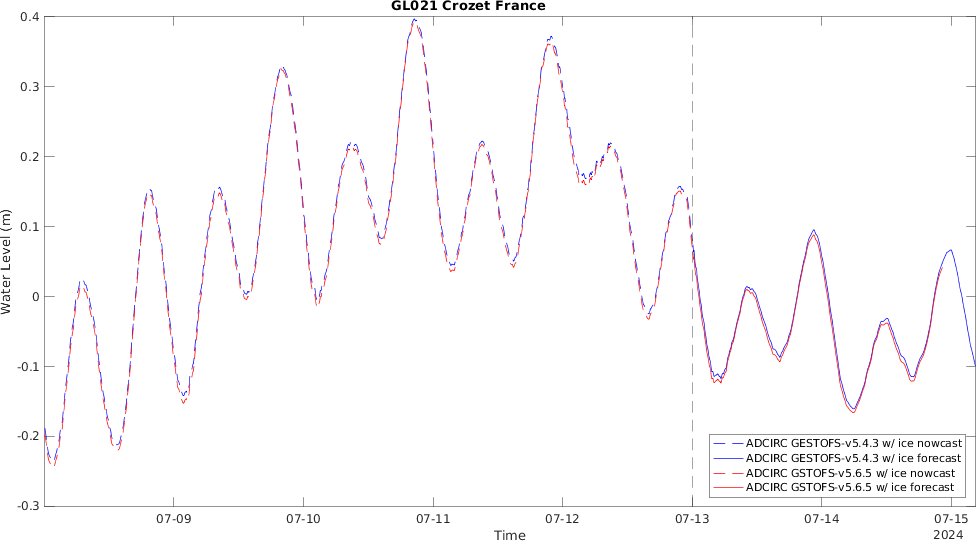 GL021 Crozet France
0.4
0.3
0.2
0.1
0
-0.1
-0.2
-0.3
Water Level (m)
ADCIRC GESTOFS-v5.4.3 w/ ice nowcast
ADCIRC GESTOFS-v5.4.3 w/ ice forecast
ADCIRC GSTOFS-v5.6.5 w/ ice nowcast
ADCIRC GSTOFS-v5.6.5 w/ ice forecast
07-09 07-10 07-11 07-12 07-13 07-14 07-15
Time 2024